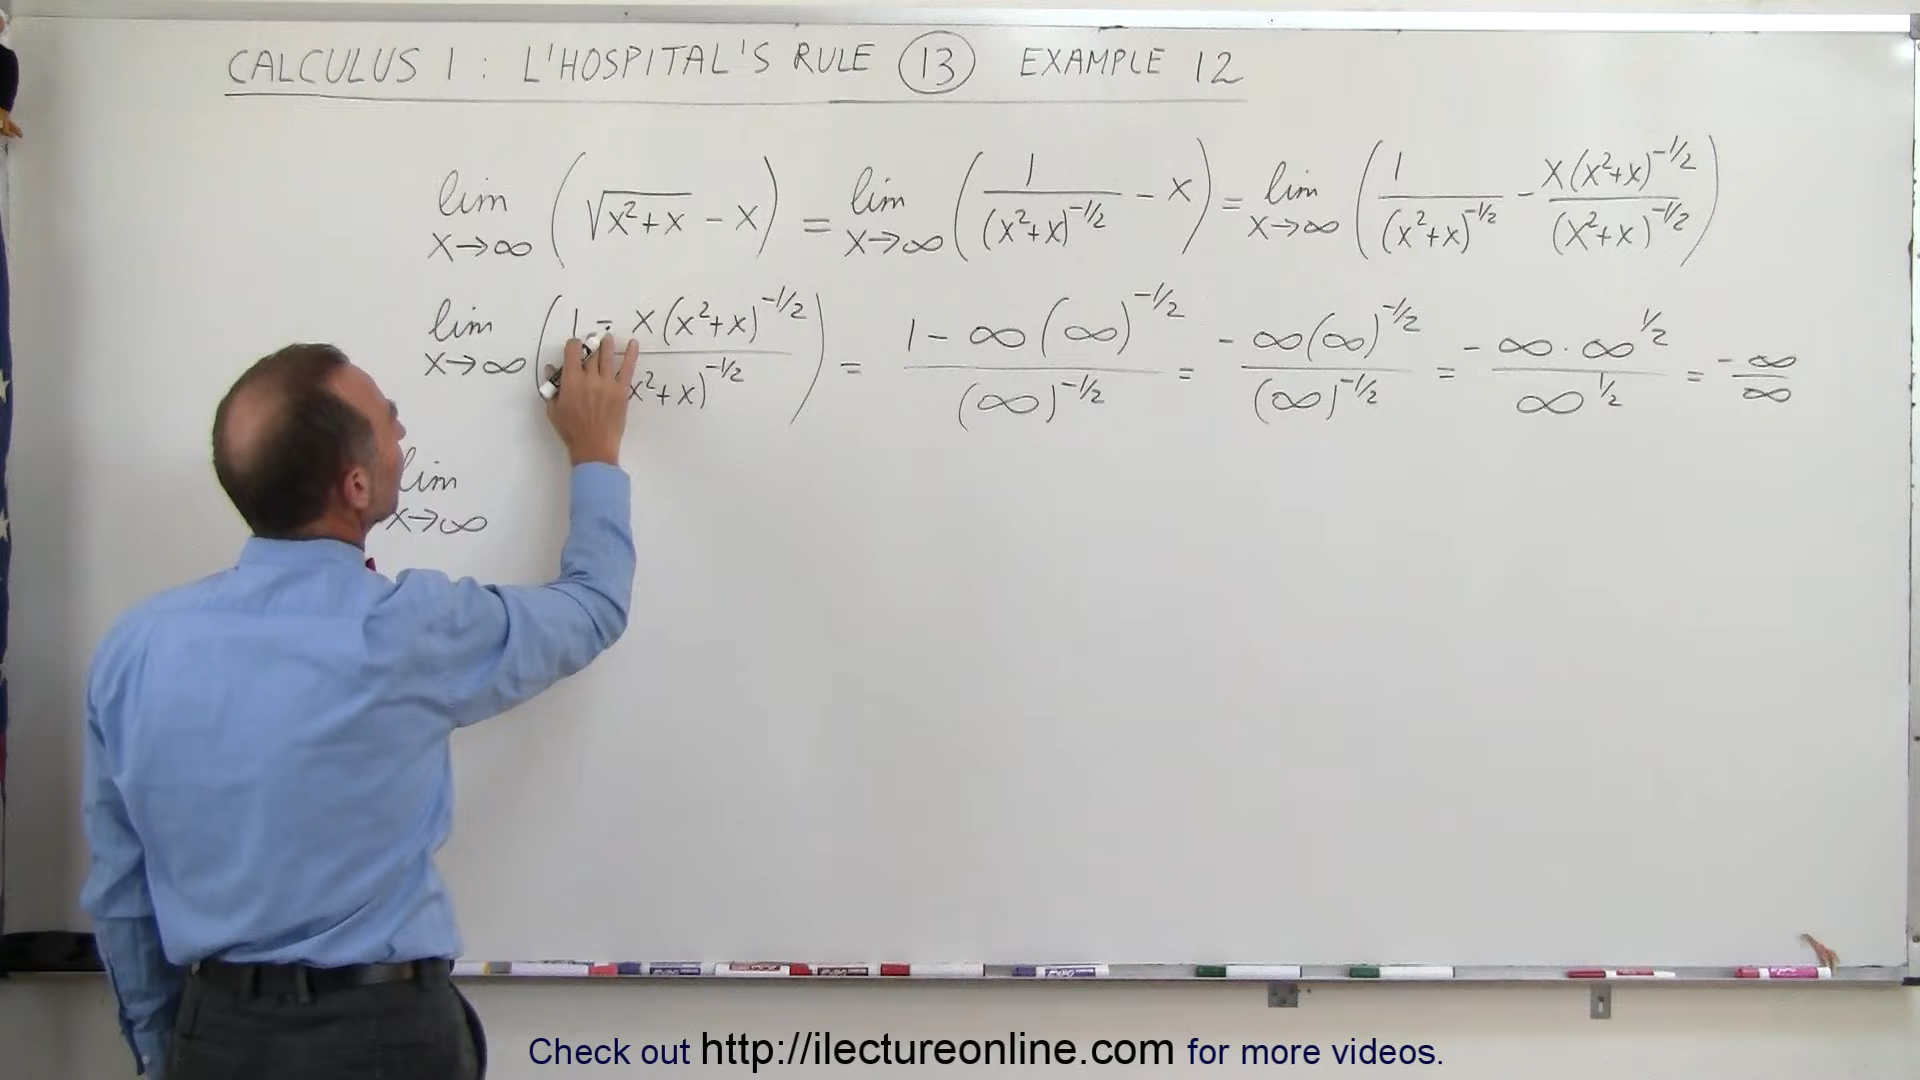 CALCULUS 1 : L'HOSPITAL'S RULE (13) EXAMPLE 12
lim x→∞ (√(x²+x) - x) = lim x→∞ (1/(x²+x)^(-1/2) - x) = lim x→∞ (1/(x²+x)^(-1/2) - x(x²+x)^(-1/2)/(x²+x)^(-1/2))
lim x→∞ ((1 - x(x²+x)^(-1/2))/(x²+x)^(-1/2)) = (1 - ∞(∞)^(-1/2))/(∞)^(-1/2) = - ∞(∞)^(-1/2)/(∞)^(-1/2) = - ∞·∞^(1/2)/∞^(1/2) = - ∞/∞
lim x→∞
Check out http://ilectureonline.com for more videos.